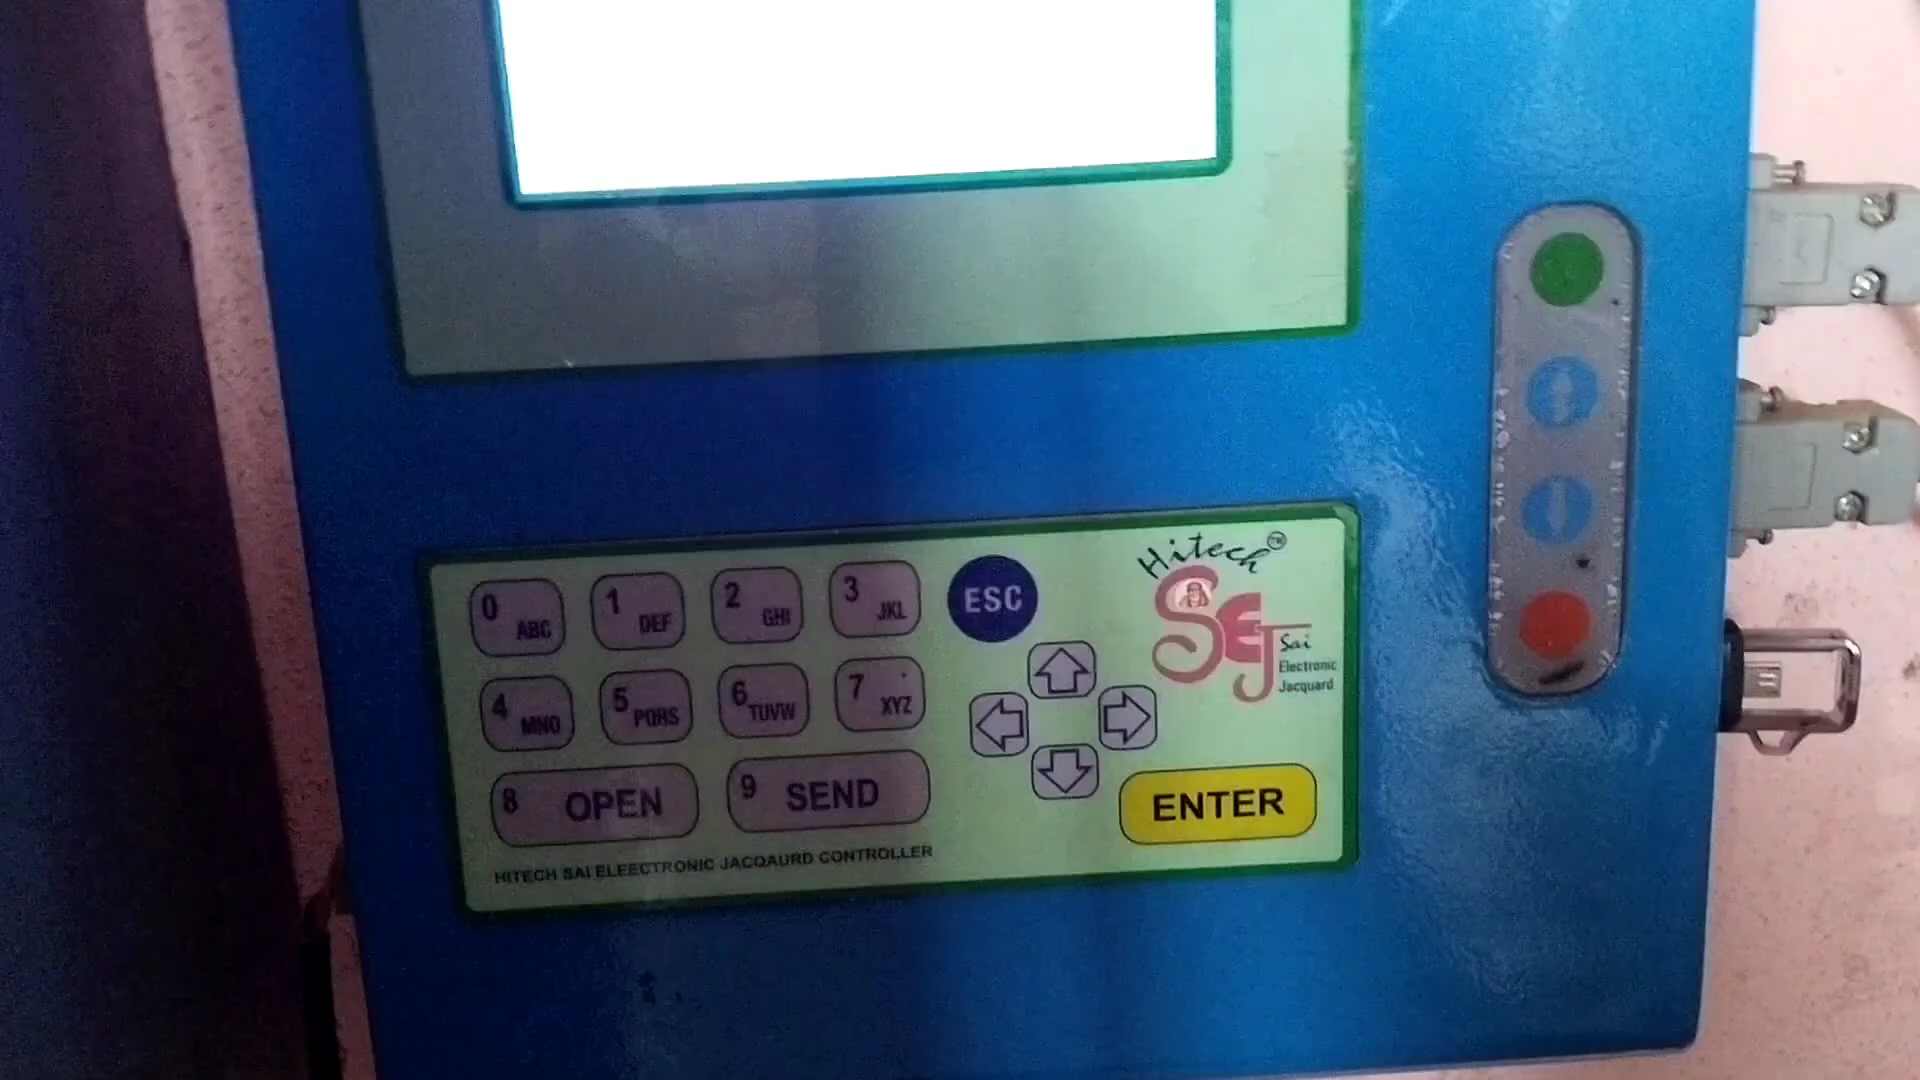 0 ABC
1 DEF
2 GHI
3 JKL
ESC
Hitech TM
SEJ
Sai
Electronic
Jacquard
4 MNO
5 PQRS
6 TUVW
7 XYZ
8 OPEN
9 SEND
ENTER
HITECH SAI ELEECTRONIC JACQAURD CONTROLLER